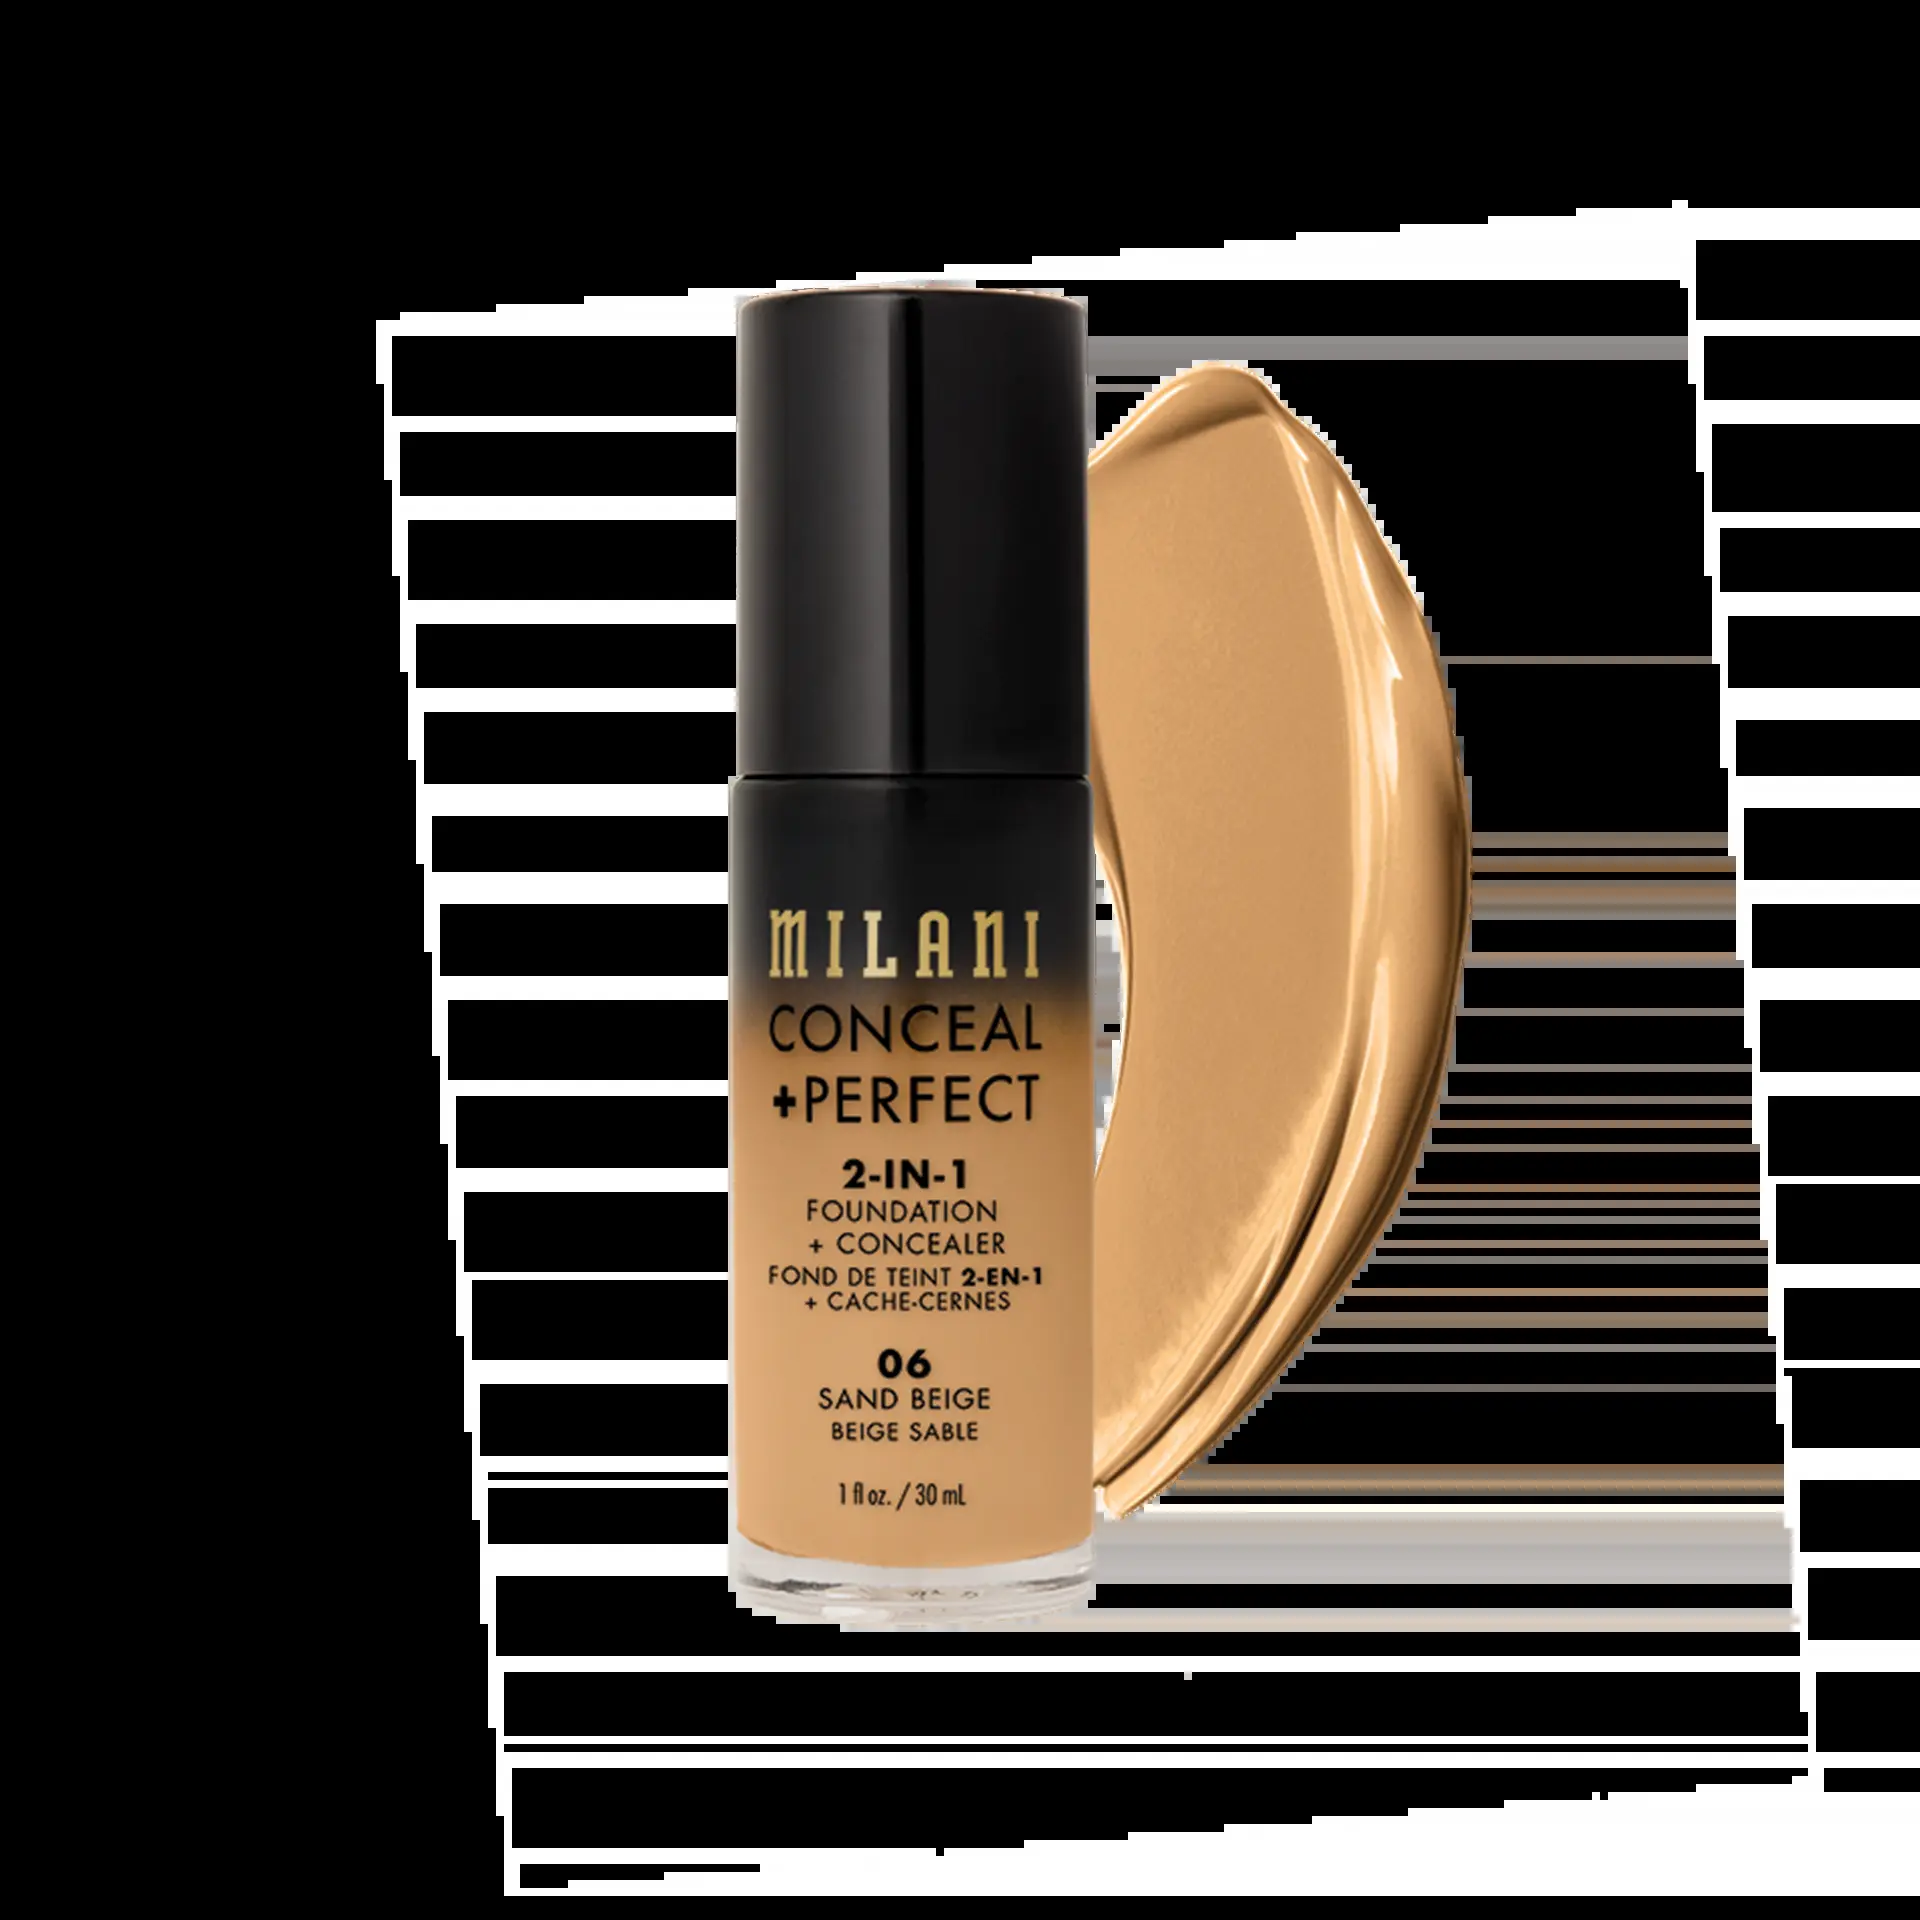 MILANI
CONCEAL
+PERFECT
2-IN-1
FOUNDATION
+ CONCEALER
FOND DE TEINT 2-EN-1
+ CACHE-CERNES
06
SAND BEIGE
BEIGE SABLE
1 fl oz. / 30 mL